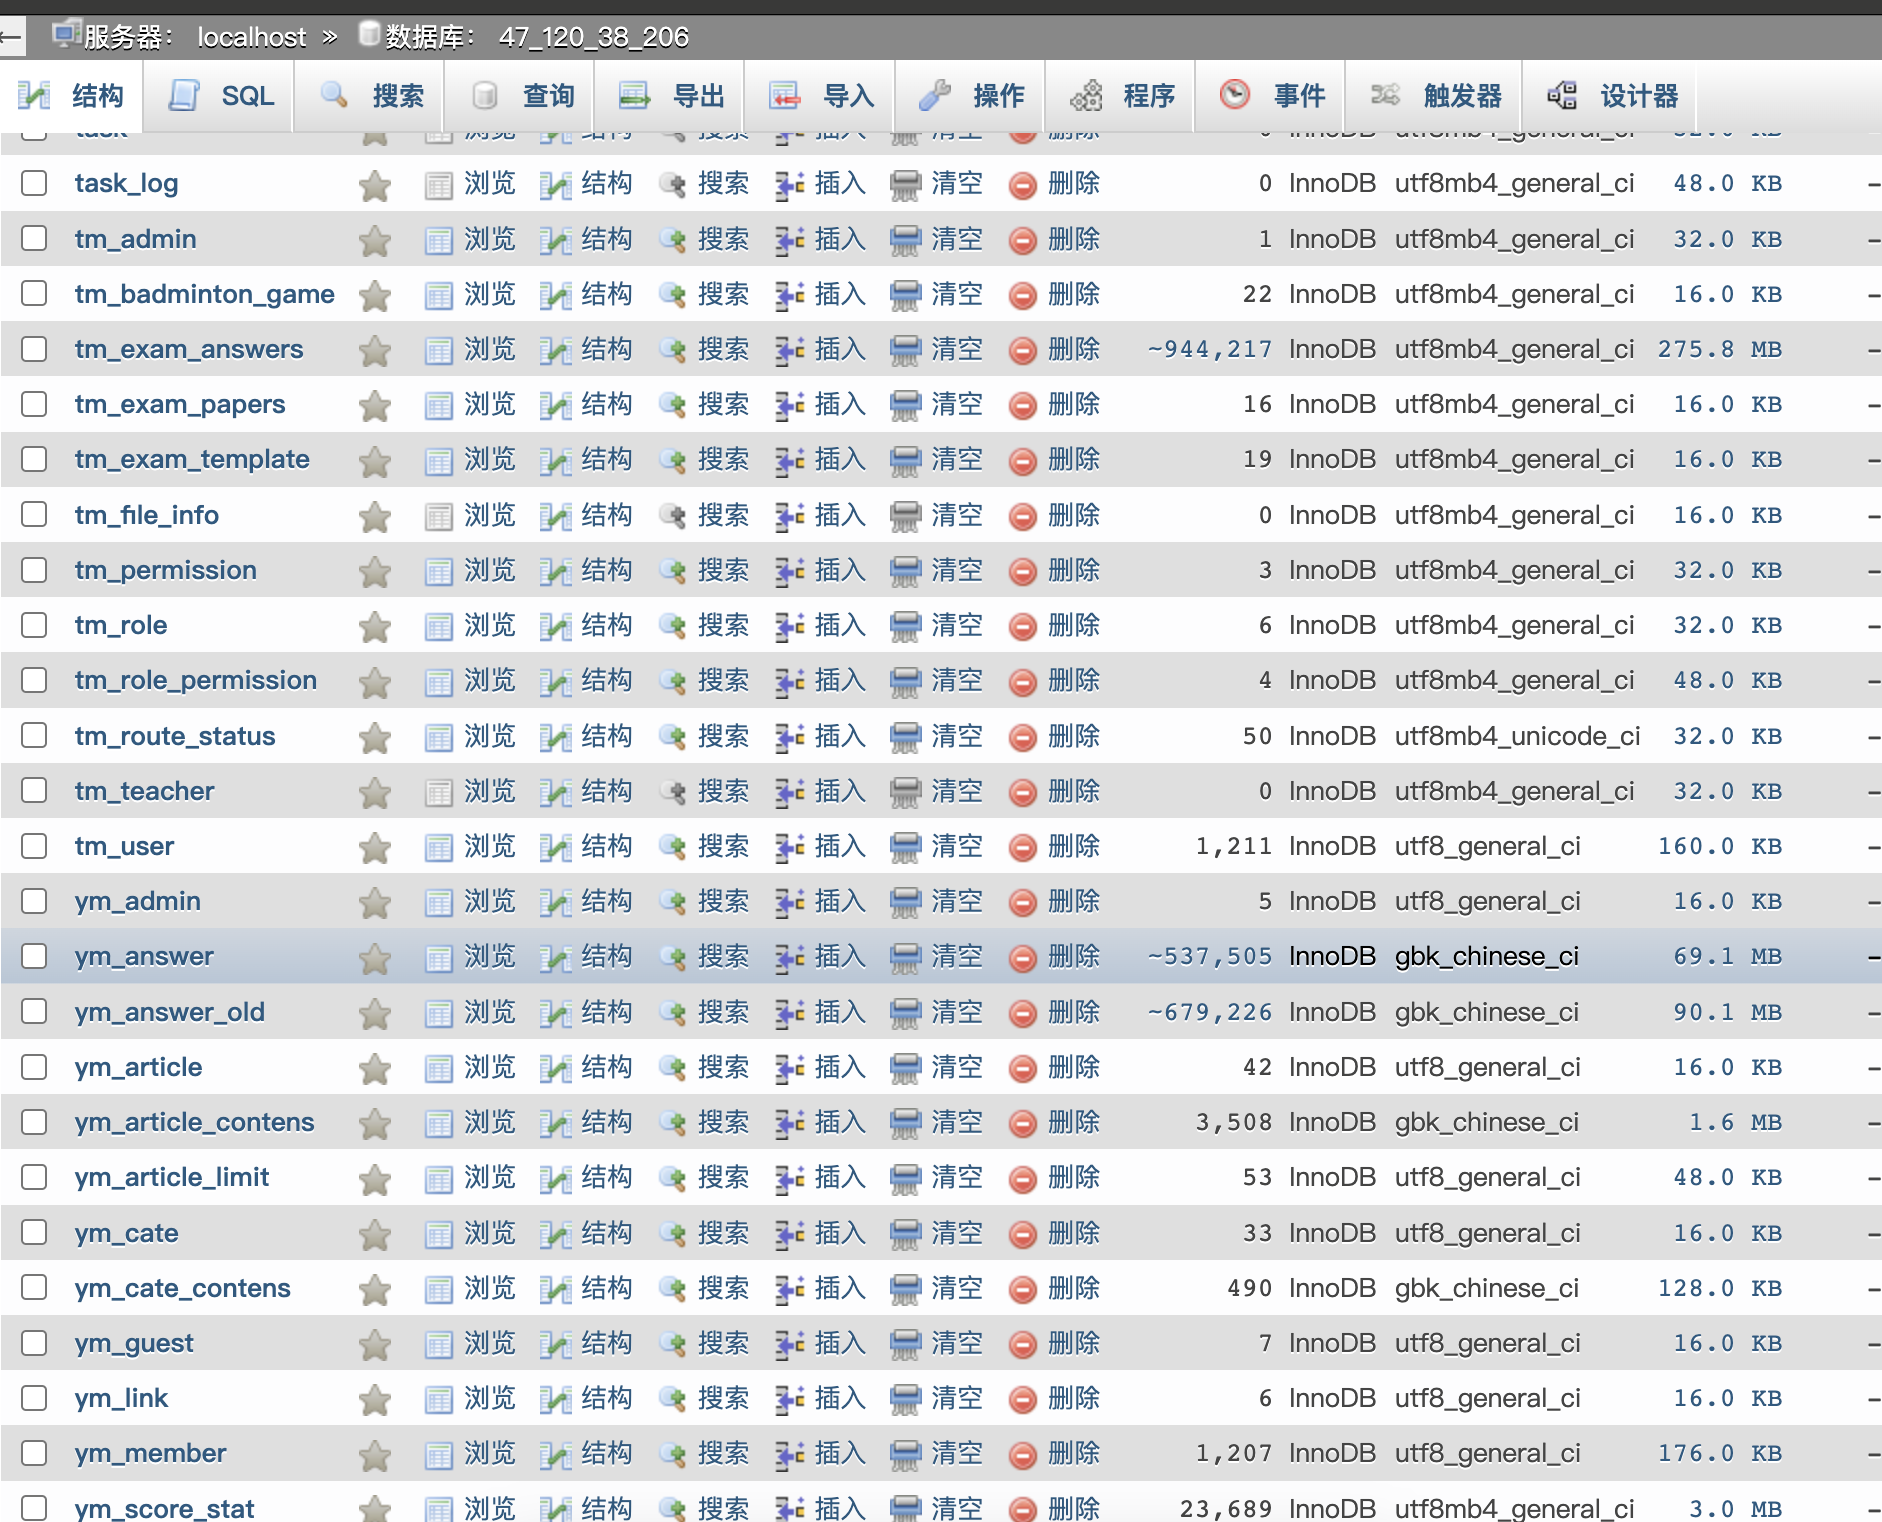 服务器： localhost » 数据库： 47_120_38_206
结构 SQL 搜索 查询 导出 导入 操作 程序 事件 触发器 设计器
task 浏览 结构 搜索 插入 清空 删除 0 InnoDB utf8mb4_general_ci 32.0 KB –
task_log 浏览 结构 搜索 插入 清空 删除 0 InnoDB utf8mb4_general_ci 48.0 KB –
tm_admin 浏览 结构 搜索 插入 清空 删除 1 InnoDB utf8mb4_general_ci 32.0 KB –
tm_badminton_game 浏览 结构 搜索 插入 清空 删除 22 InnoDB utf8mb4_general_ci 16.0 KB –
tm_exam_answers 浏览 结构 搜索 插入 清空 删除 ~944,217 InnoDB utf8mb4_general_ci 275.8 MB –
tm_exam_papers 浏览 结构 搜索 插入 清空 删除 16 InnoDB utf8mb4_general_ci 16.0 KB –
tm_exam_template 浏览 结构 搜索 插入 清空 删除 19 InnoDB utf8mb4_general_ci 16.0 KB –
tm_file_info 浏览 结构 搜索 插入 清空 删除 0 InnoDB utf8mb4_general_ci 16.0 KB –
tm_permission 浏览 结构 搜索 插入 清空 删除 3 InnoDB utf8mb4_general_ci 32.0 KB –
tm_role 浏览 结构 搜索 插入 清空 删除 6 InnoDB utf8mb4_general_ci 32.0 KB –
tm_role_permission 浏览 结构 搜索 插入 清空 删除 4 InnoDB utf8mb4_general_ci 48.0 KB –
tm_route_status 浏览 结构 搜索 插入 清空 删除 50 InnoDB utf8mb4_unicode_ci 32.0 KB –
tm_teacher 浏览 结构 搜索 插入 清空 删除 0 InnoDB utf8mb4_general_ci 32.0 KB –
tm_user 浏览 结构 搜索 插入 清空 删除 1,211 InnoDB utf8_general_ci 160.0 KB –
ym_admin 浏览 结构 搜索 插入 清空 删除 5 InnoDB utf8_general_ci 16.0 KB –
ym_answer 浏览 结构 搜索 插入 清空 删除 ~537,505 InnoDB gbk_chinese_ci 69.1 MB –
ym_answer_old 浏览 结构 搜索 插入 清空 删除 ~679,226 InnoDB gbk_chinese_ci 90.1 MB –
ym_article 浏览 结构 搜索 插入 清空 删除 42 InnoDB utf8_general_ci 16.0 KB –
ym_article_contens 浏览 结构 搜索 插入 清空 删除 3,508 InnoDB gbk_chinese_ci 1.6 MB –
ym_article_limit 浏览 结构 搜索 插入 清空 删除 53 InnoDB utf8_general_ci 48.0 KB –
ym_cate 浏览 结构 搜索 插入 清空 删除 33 InnoDB utf8_general_ci 16.0 KB –
ym_cate_contens 浏览 结构 搜索 插入 清空 删除 490 InnoDB gbk_chinese_ci 128.0 KB –
ym_guest 浏览 结构 搜索 插入 清空 删除 7 InnoDB utf8_general_ci 16.0 KB –
ym_link 浏览 结构 搜索 插入 清空 删除 6 InnoDB utf8_general_ci 16.0 KB –
ym_member 浏览 结构 搜索 插入 清空 删除 1,207 InnoDB utf8_general_ci 176.0 KB –
ym_score_stat 浏览 结构 搜索 插入 清空 删除 23,689 InnoDB utf8mb4_general_ci 3.0 MB –